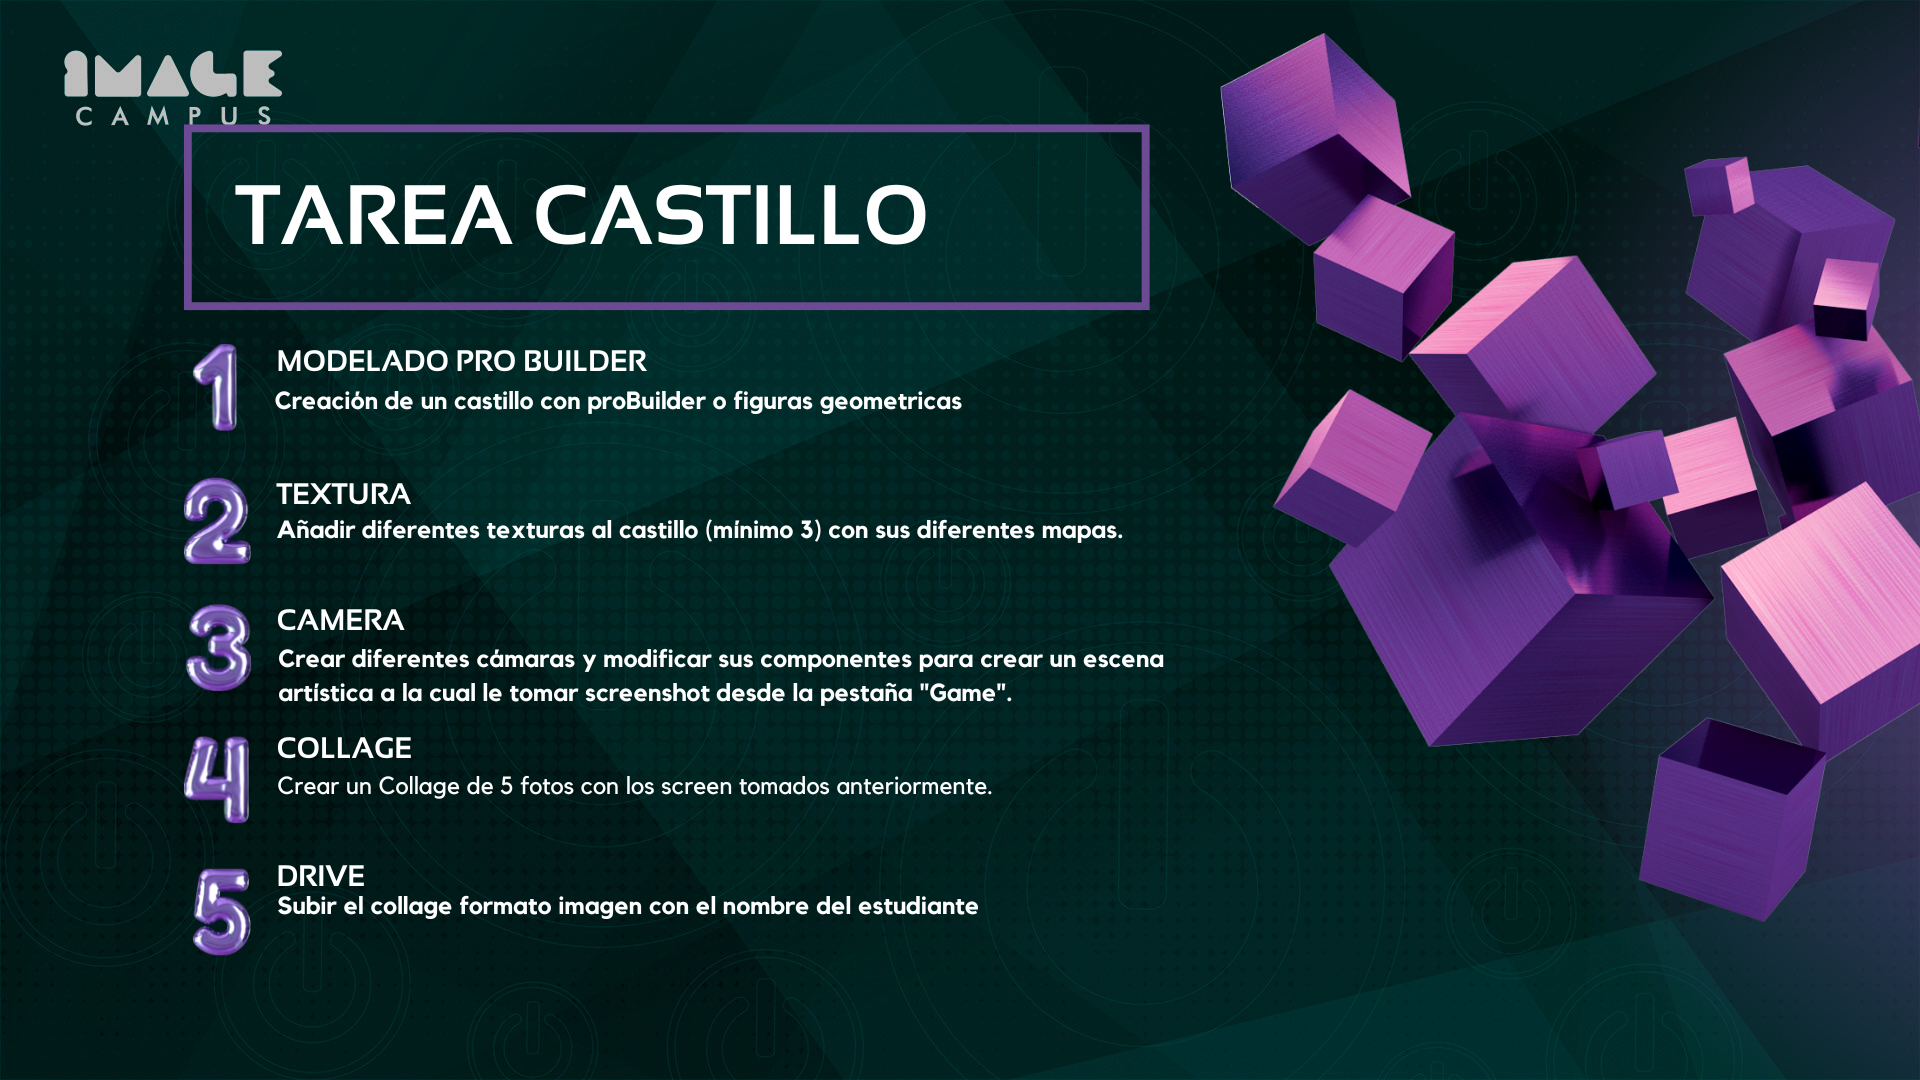 IMAGE
CAMPUS
TAREA CASTILLO
1
MODELADO PRO BUILDER
Creación de un castillo con proBuilder o figuras geometricas
2
TEXTURA
Añadir diferentes texturas al castillo (mínimo 3) con sus diferentes mapas.
3
CAMERA
Crear diferentes cámaras y modificar sus componentes para crear un escena
artística a la cual le tomar screenshot desde la pestaña "Game".
4
COLLAGE
Crear un Collage de 5 fotos con los screen tomados anteriormente.
5
DRIVE
Subir el collage formato imagen con el nombre del estudiante